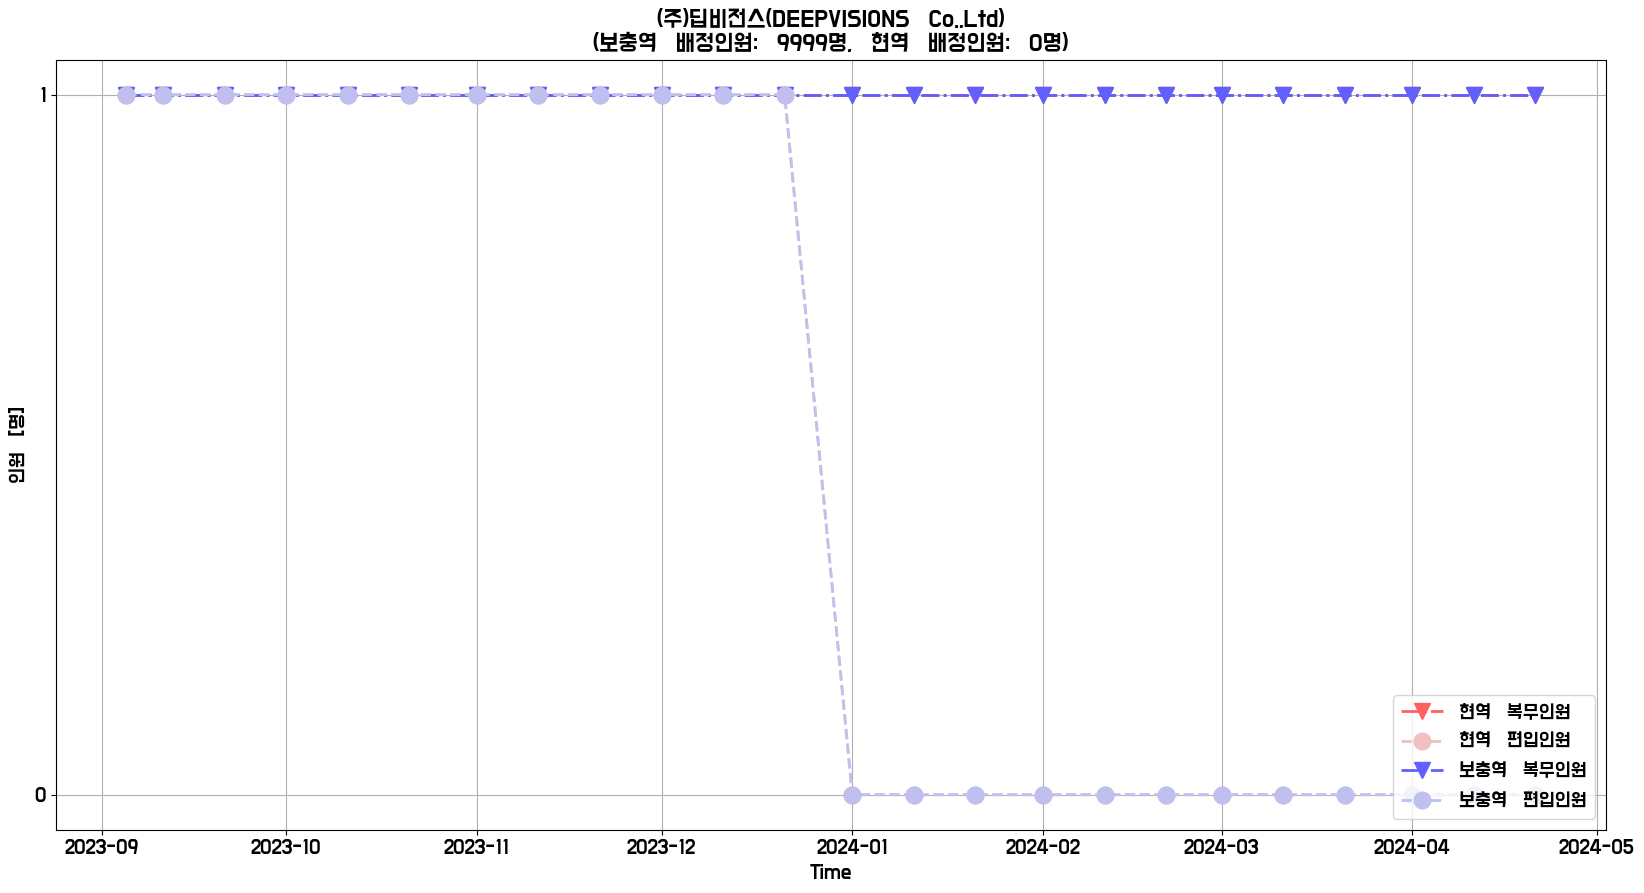 (주)딥비전스(DEEPVISIONS Co.,Ltd)
(보충역 배정인원: 9999명, 현역 배정인원: 0명)
1
인원 [명]
0
현역 복무인원
현역 편입인원
보충역 복무인원
보충역 편입인원
2023-09 2023-10 2023-11 2023-12 2024-01 2024-02 2024-03 2024-04 2024-05
Time